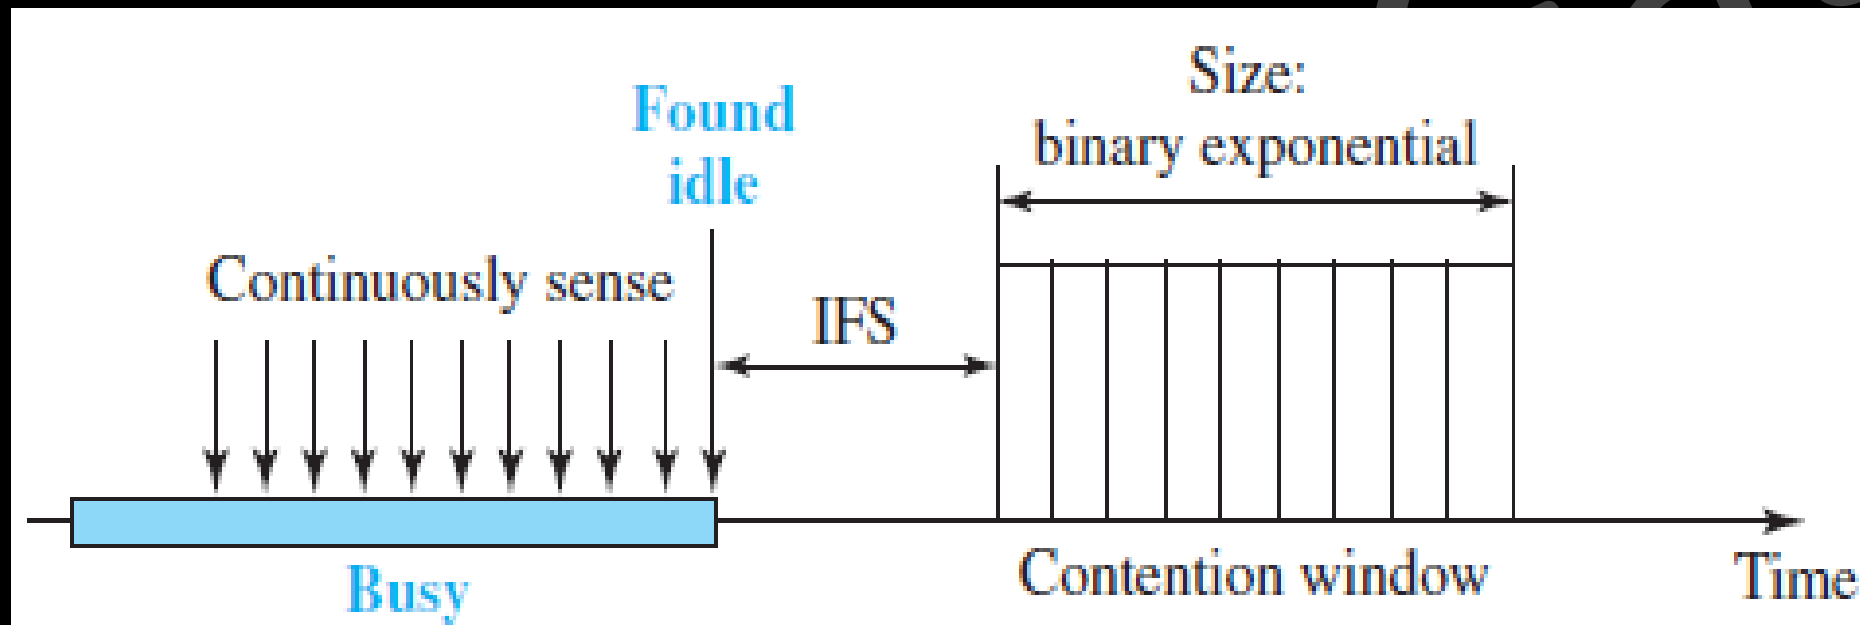 Size:
binary exponential
Found
idle
Continuously sense
IFS
Contention window
Time
Busy